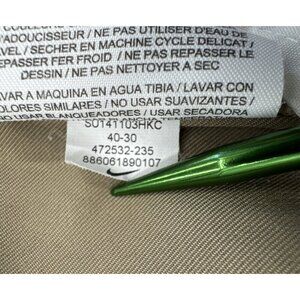 D'ADOUCISSEUR / NE PAS UTILISER D'EAU DE
/ SECHER EN MACHINE CYCLE DELICAT /
REPASSER FER FROID / NE PAS REPASSER LE
DESSIN / NE PAS NETTOYER A SEC
LAVAR A MAQUINA EN AGUA TIBIA / LAVAR CON
COLORES SIMILARES / NO USAR SUAVIZANTES /
BLANQUEADORES / USAR SECADORA
SO141103HKC
40-30
472532-235
886061890107